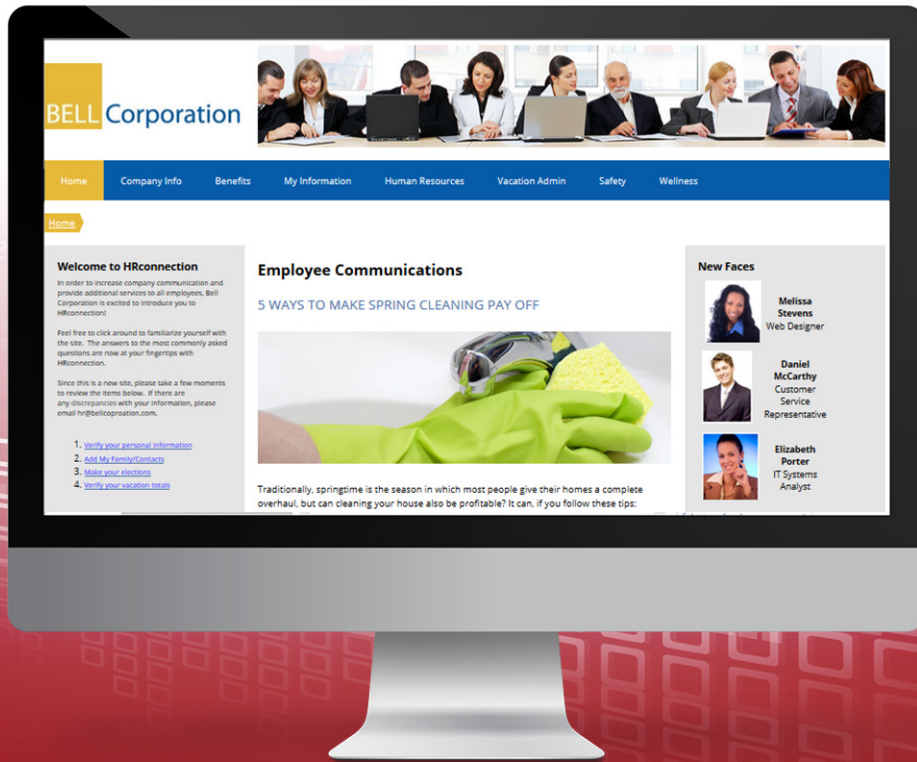 BELL Corporation
Home Company Info Benefits My Information Human Resources Vacation Admin Safety Wellness
Home
Welcome to HRconnection
In order to increase company communication and
provide additional services to all employees, Bell
Corporation is excited to introduce you to
HRconnection!
Feel free to click around to familiarize yourself with
the site. The answers to the most commonly asked
questions are now at your fingertips with
HRconnection.
Since this is a new site, please take a few moments
to review the items below. If there are
any discrepancies with your information, please
email hr@bellcoproation.com.
1. Verify your personal information
2. Add My Family/Contacts
3. Make your elections
4. Verify your vacation totals
Employee Communications
5 WAYS TO MAKE SPRING CLEANING PAY OFF
Traditionally, springtime is the season in which most people give their homes a complete
overhaul, but can cleaning your house also be profitable? It can, if you follow these tips:
New Faces
Melissa
Stevens
Web Designer
Daniel
McCarthy
Customer
Service
Representative
Elizabeth
Porter
IT Systems
Analyst